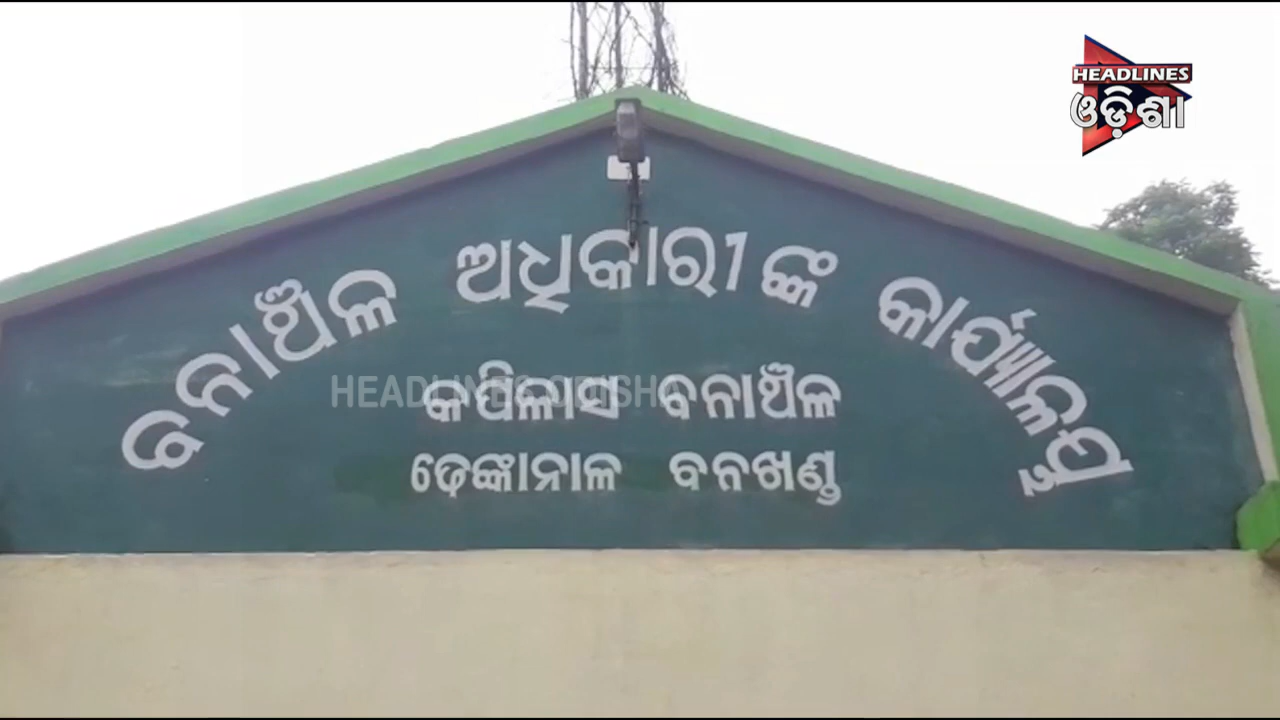 HEADLINES
ଓଡ଼ିଶା
ବନାଞ୍ଚଳ ଅଧିକାରୀଙ୍କ କାର୍ଯ୍ୟାଳୟ
HEADLINES ODISHA
କପିଳାସ ବନାଞ୍ଚଳ
ଢ଼େଙ୍କାନାଳ ବନଖଣ୍ଡ